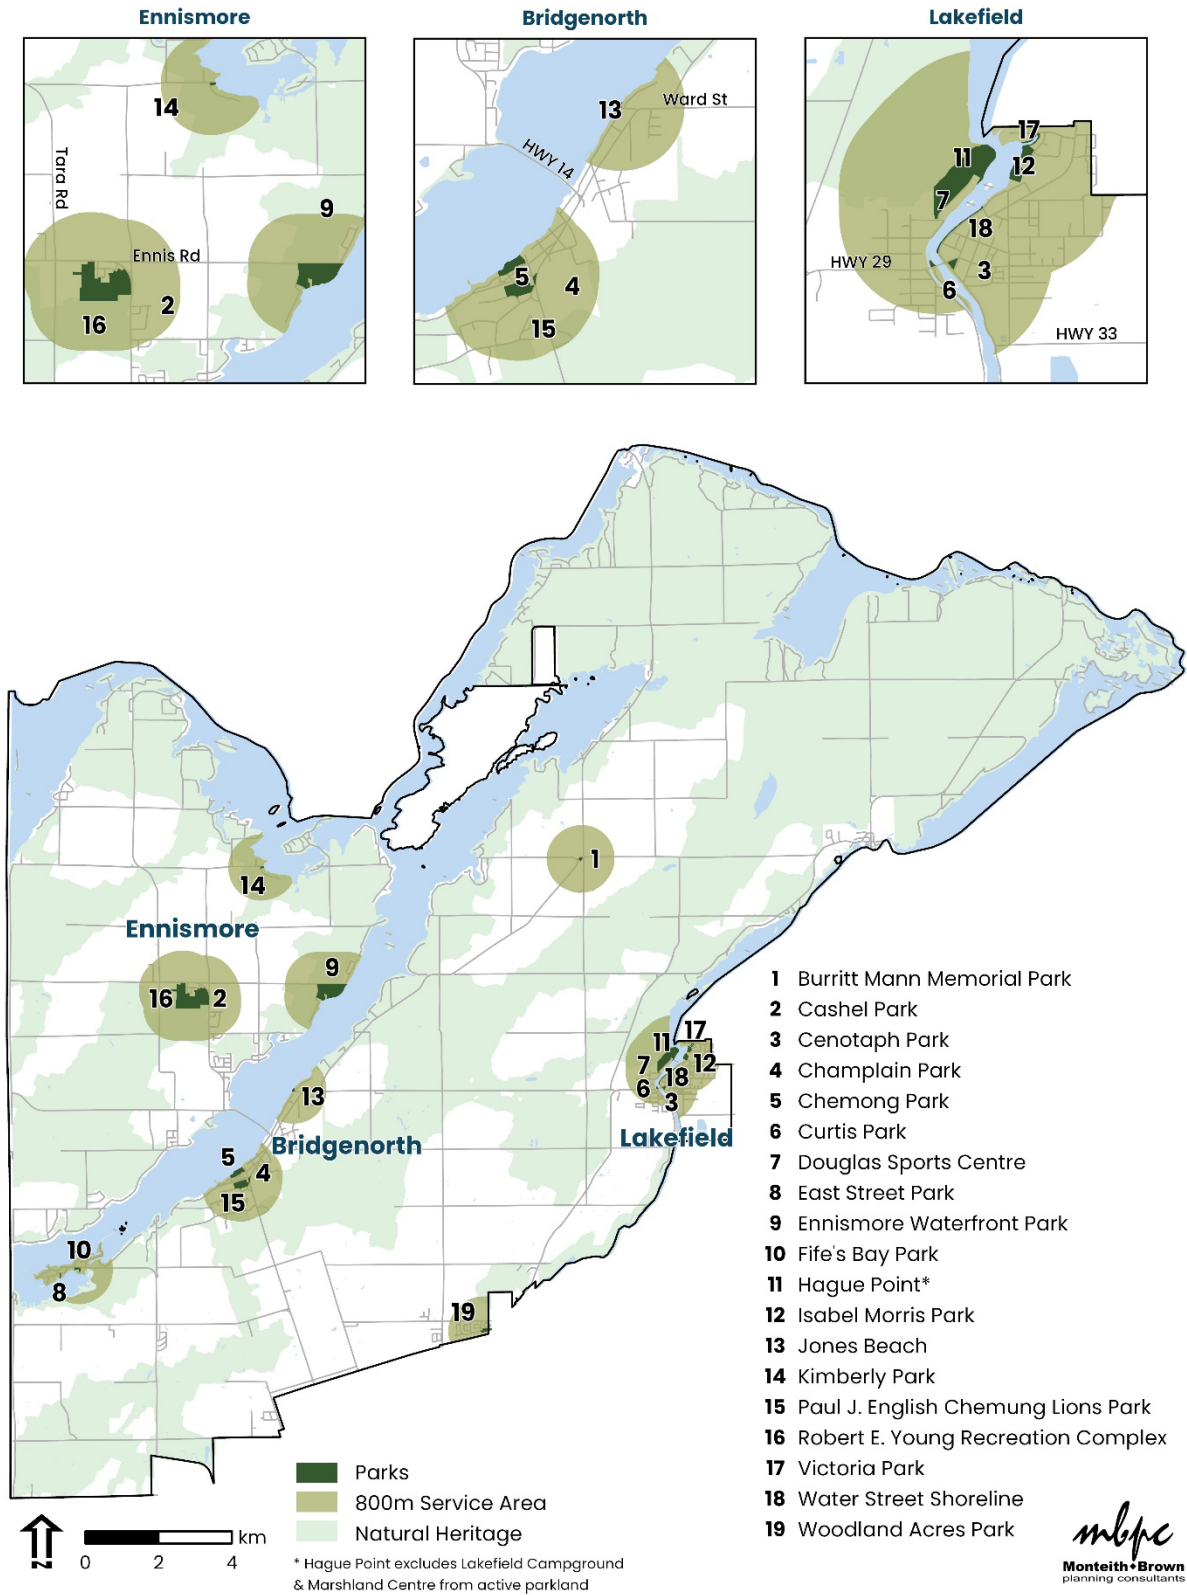 Ennismore
Bridgenorth
Lakefield
14
Tara Rd
9
Ennis Rd
2
16
13
Ward St
HWY 14
5
4
15
17
11
12
7
18
HWY 29
3
6
HWY 33
1
14
Ennismore
9
16
2
17
11
7
12
18
6
3
13
Lakefield
Bridgenorth
5
4
15
10
8
19
1 Burritt Mann Memorial Park
2 Cashel Park
3 Cenotaph Park
4 Champlain Park
5 Chemong Park
6 Curtis Park
7 Douglas Sports Centre
8 East Street Park
9 Ennismore Waterfront Park
10 Fife's Bay Park
11 Hague Point*
12 Isabel Morris Park
13 Jones Beach
14 Kimberly Park
15 Paul J. English Chemung Lions Park
16 Robert E. Young Recreation Complex
17 Victoria Park
18 Water Street Shoreline
19 Woodland Acres Park
Parks
800m Service Area
Natural Heritage
* Hague Point excludes Lakefield Campground
& Marshland Centre from active parkland
N
km
0 2 4
mbpc
Monteith+Brown
planning consultants